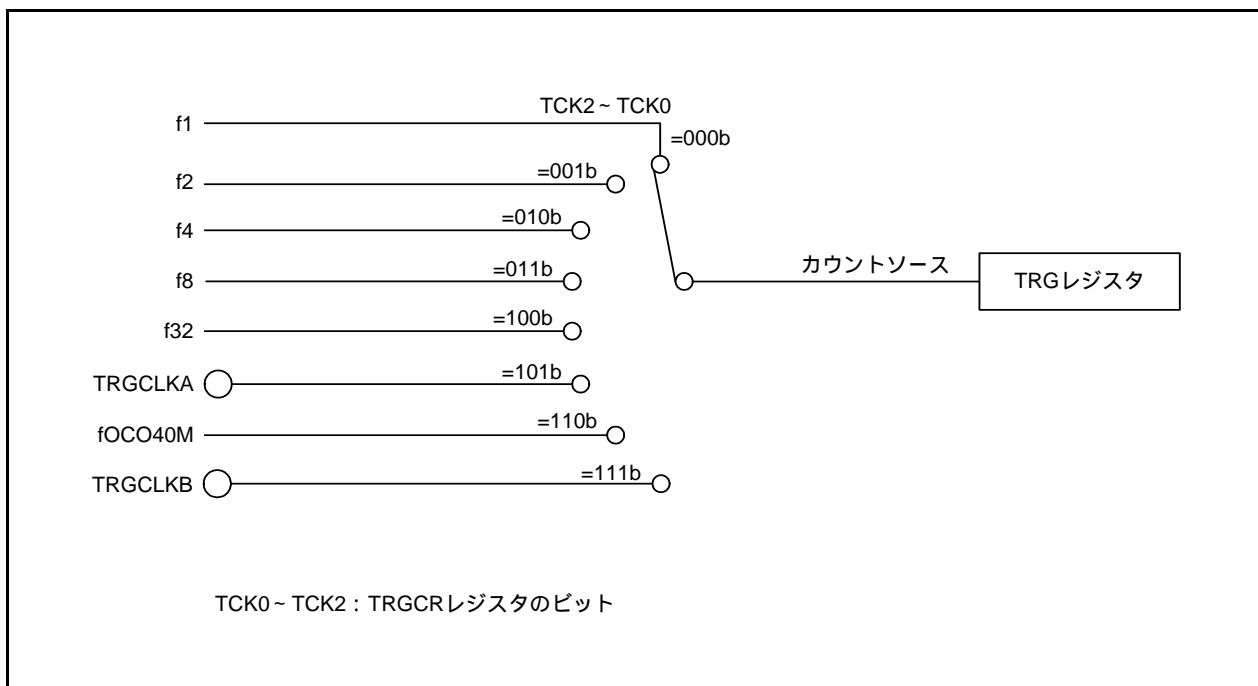 TCK2～TCK0
f1
=000b
f2
=001b
f4
=010b
カウントソース
f8
=011b
TRGレジスタ
f32
=100b
TRGCLKA
=101b
fOCO40M
=110b
TRGCLKB
=111b
TCK0～TCK2：TRGCRレジスタのビット